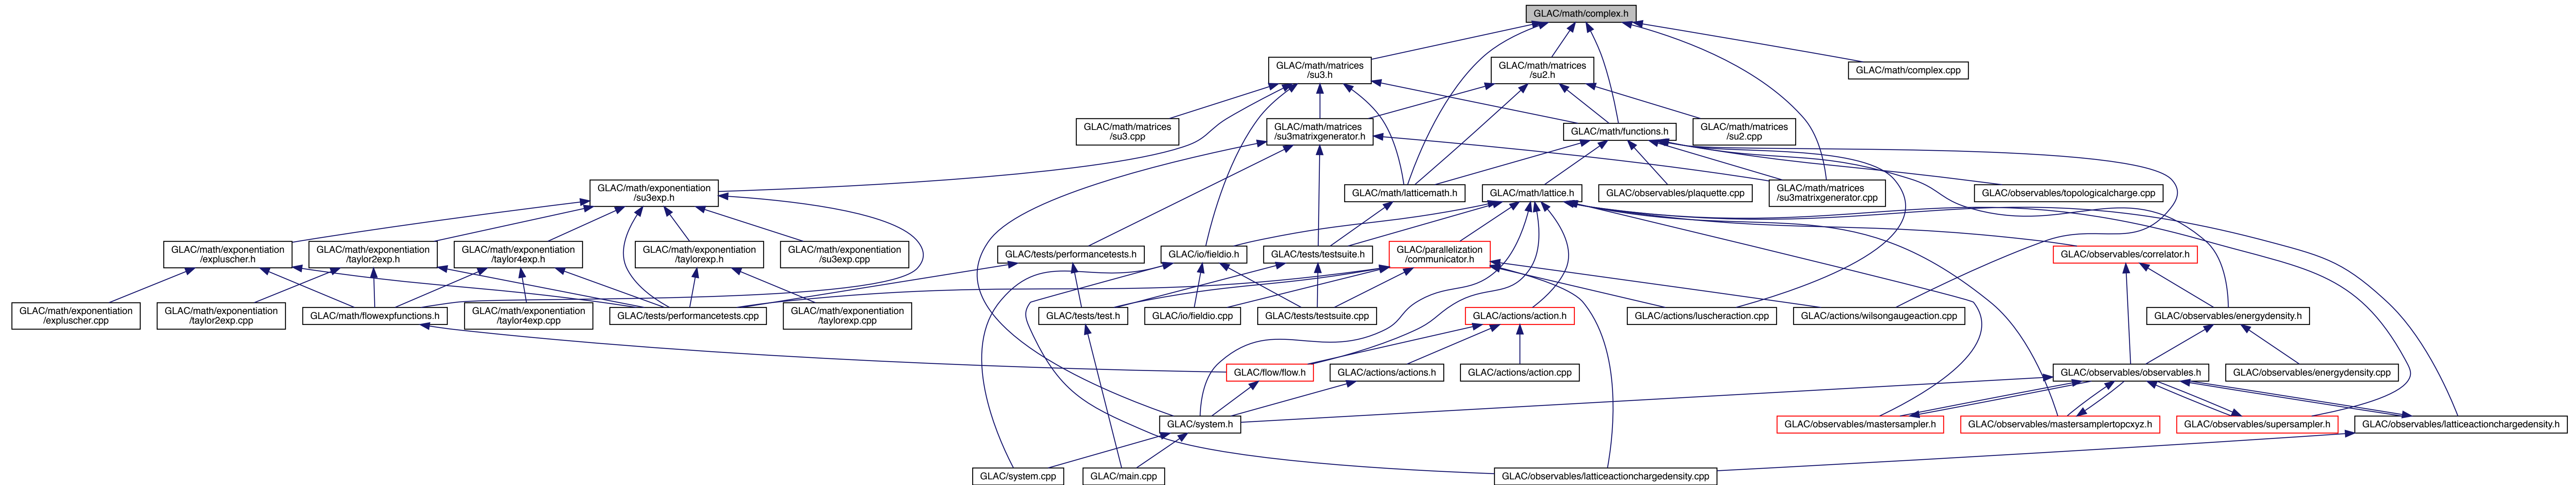 GLAC/math/complex.h
GLAC/math/matrices
/su3.h
GLAC/math/matrices
/su2.h
GLAC/math/complex.cpp
GLAC/math/matrices
/su3.cpp
GLAC/math/matrices
/su3matrixgenerator.h
GLAC/math/functions.h
GLAC/math/matrices
/su2.cpp
GLAC/math/exponentiation
/su3exp.h
GLAC/math/latticemath.h
GLAC/math/lattice.h
GLAC/observables/plaquette.cpp
GLAC/math/matrices
/su3matrixgenerator.cpp
GLAC/observables/topologicalcharge.cpp
GLAC/math/exponentiation
/expluscher.h
GLAC/math/exponentiation
/taylor2exp.h
GLAC/math/exponentiation
/taylor4exp.h
GLAC/math/exponentiation
/taylorexp.h
GLAC/math/exponentiation
/su3exp.cpp
GLAC/tests/performancetests.h
GLAC/io/fieldio.h
GLAC/tests/testsuite.h
GLAC/parallelization
/communicator.h
GLAC/observables/correlator.h
GLAC/math/exponentiation
/expluscher.cpp
GLAC/math/exponentiation
/taylor2exp.cpp
GLAC/math/flowexpfunctions.h
GLAC/math/exponentiation
/taylor4exp.cpp
GLAC/tests/performancetests.cpp
GLAC/math/exponentiation
/taylorexp.cpp
GLAC/tests/test.h
GLAC/io/fieldio.cpp
GLAC/tests/testsuite.cpp
GLAC/actions/action.h
GLAC/actions/luscheraction.cpp
GLAC/actions/wilsongaugeaction.cpp
GLAC/observables/energydensity.h
GLAC/flow/flow.h
GLAC/actions/actions.h
GLAC/actions/action.cpp
GLAC/observables/observables.h
GLAC/observables/energydensity.cpp
GLAC/system.h
GLAC/observables/mastersampler.h
GLAC/observables/mastersamplertopcxyz.h
GLAC/observables/supersampler.h
GLAC/observables/latticeactionchargedensity.h
GLAC/system.cpp
GLAC/main.cpp
GLAC/observables/latticeactionchargedensity.cpp